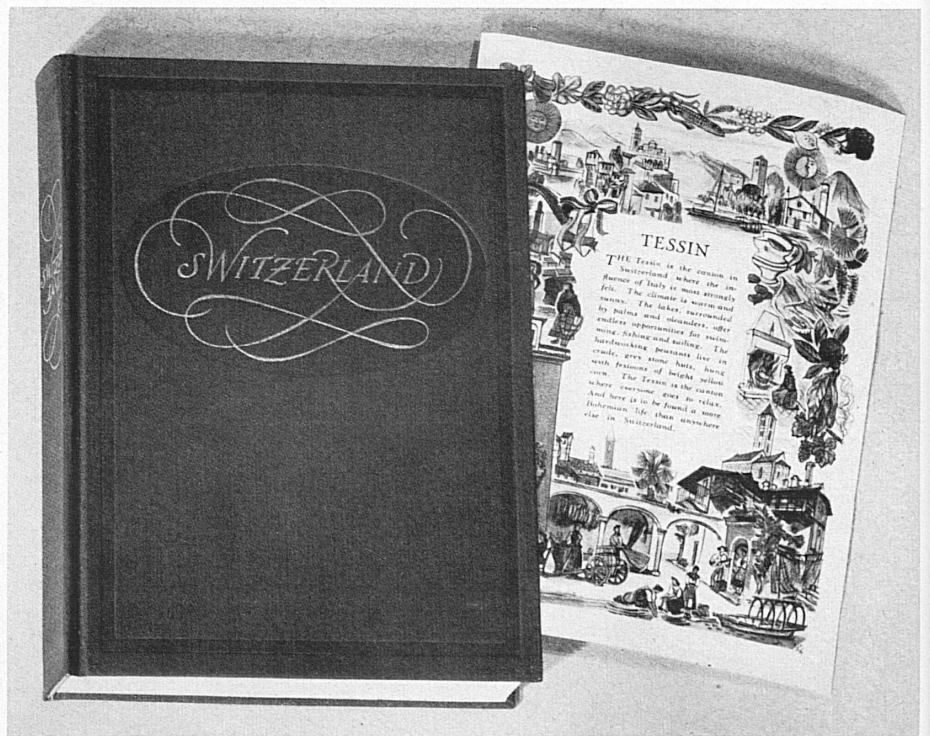 SWITZERLAND
TESSIN
THE Tessin is the canton in
Switzerland where the in-
fluence of Italy is most strongly
felt. The climate is warm and
sunny. The lakes, surrounded
by palms and oleanders, offer
endless opportunities for swim-
ming, fishing and sailing. The
hardworking peasants live in
crude, grey stone huts, hung
with festoons of bright yellow
corn. The Tessin is the canton
where everyone goes to relax.
And here is to be found a more
Bohemian life than anywhere
else in Switzerland.